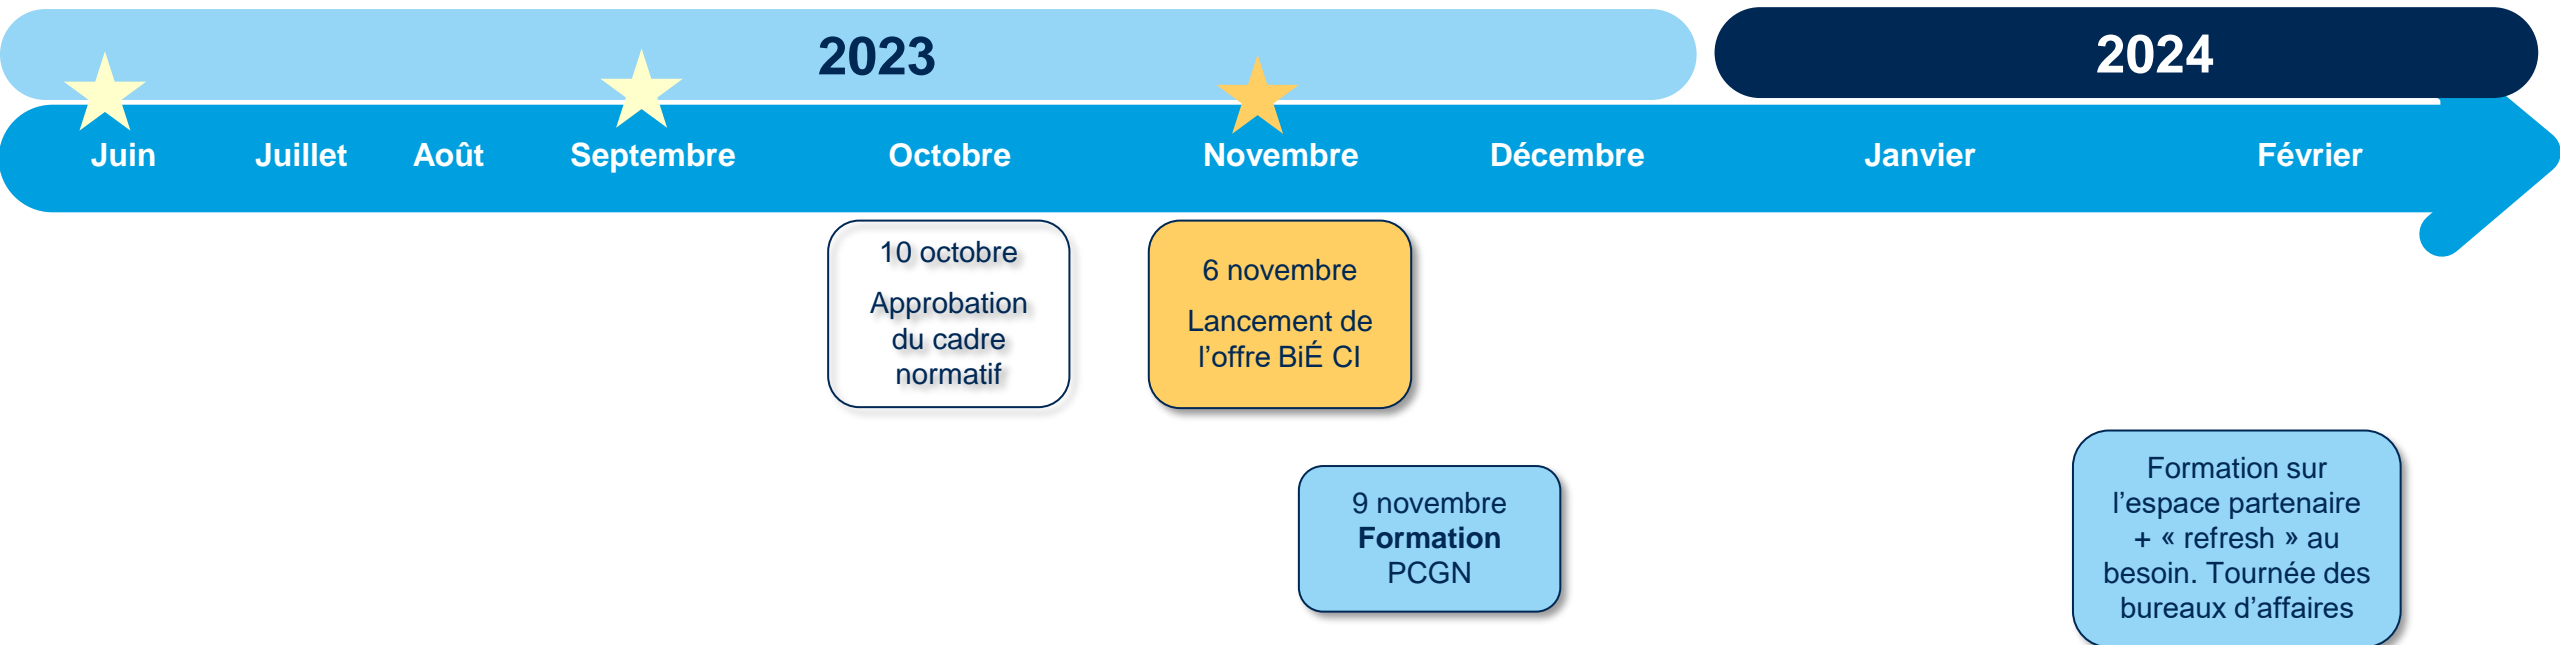 2023
2024
Juin
Juillet
Août
Septembre
Octobre
Novembre
Décembre
Janvier
Février
10 octobre
Approbation
du cadre
normatif
6 novembre
Lancement de
l’offre BiÉ CI
9 novembre
Formation
PCGN
Formation sur
l’espace partenaire
+ « refresh » au
besoin. Tournée des
bureaux d’affaires